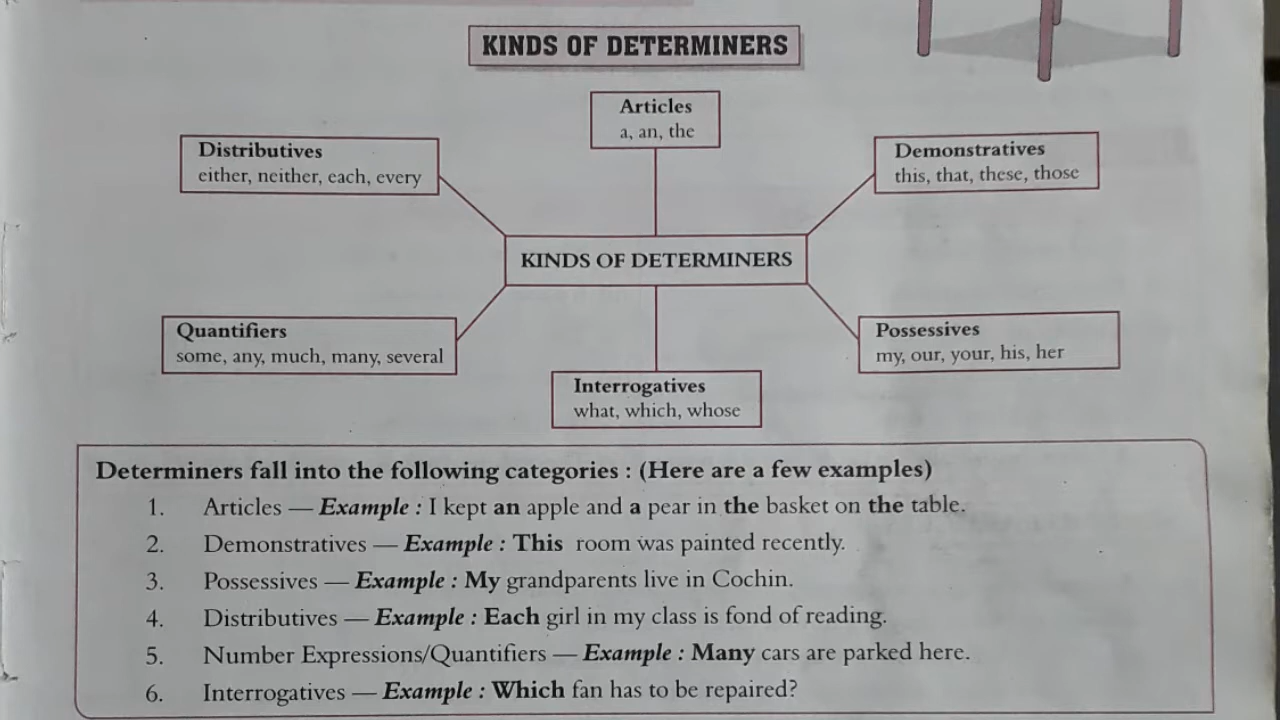 KINDS OF DETERMINERS
Articles
a, an, the
Distributives
either, neither, each, every
Demonstratives
this, that, these, those
KINDS OF DETERMINERS
Quantifiers
some, any, much, many, several
Possessives
my, our, your, his, her
Interrogatives
what, which, whose
Determiners fall into the following categories : (Here are a few examples)
1. Articles — Example : I kept an apple and a pear in the basket on the table.
2. Demonstratives — Example : This room was painted recently.
3. Possessives — Example : My grandparents live in Cochin.
4. Distributives — Example : Each girl in my class is fond of reading.
5. Number Expressions/Quantifiers — Example : Many cars are parked here.
6. Interrogatives — Example : Which fan has to be repaired?